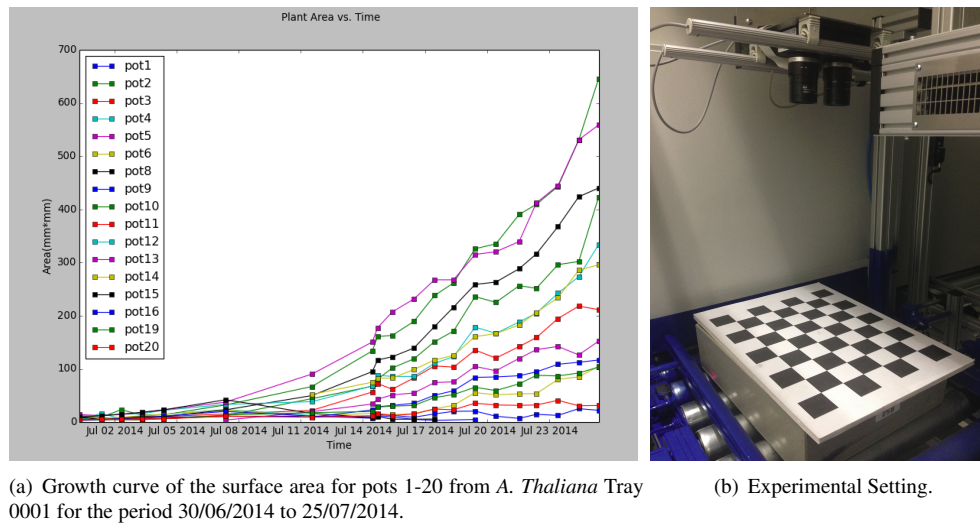 Plant Area vs. Time
700
600
500
400
300
200
100
0
Area(mm*mm)
pot1
pot2
pot3
pot4
pot5
pot6
pot8
pot9
pot10
pot11
pot12
pot13
pot14
pot15
pot16
pot19
pot20
Jul 02 2014 Jul 05 2014 Jul 08 2014 Jul 11 2014 Jul 14 2014 Jul 17 2014 Jul 20 2014 Jul 23 2014
Time
(a) Growth curve of the surface area for pots 1-20 from A. Thaliana Tray
0001 for the period 30/06/2014 to 25/07/2014.
(b) Experimental Setting.